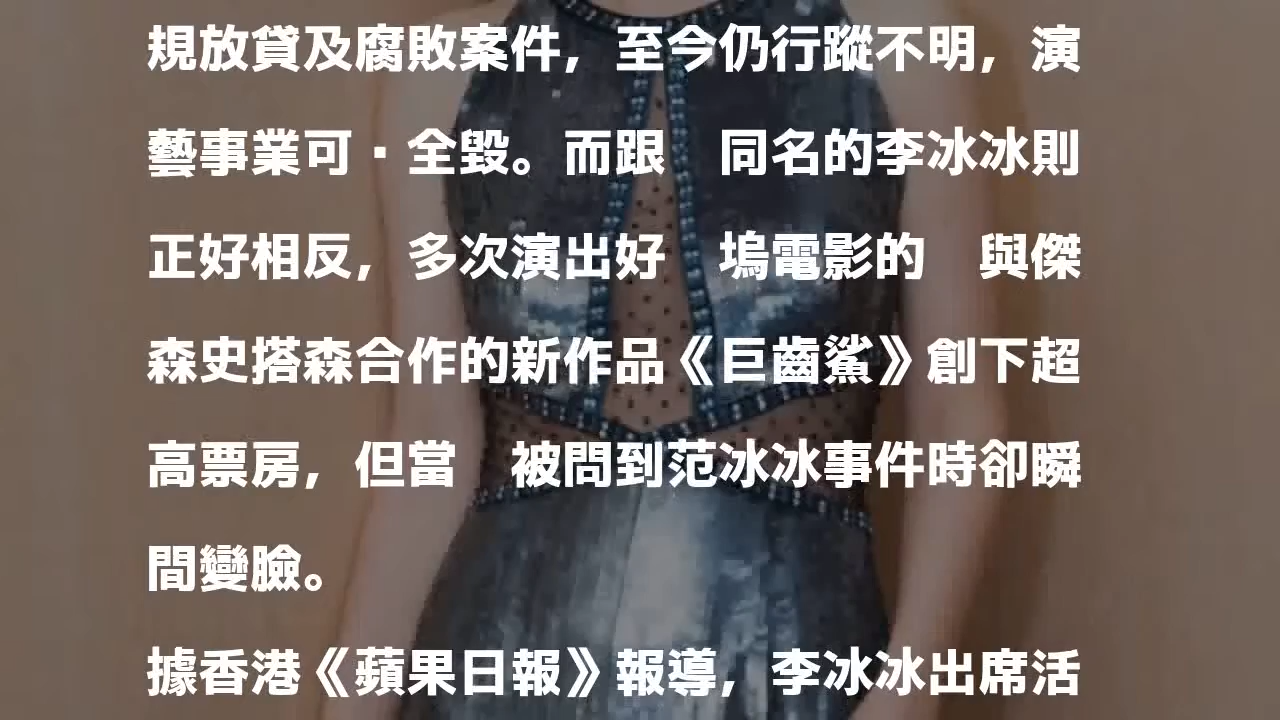 規放貸及腐敗案件，至今仍行蹤不明，演
藝事業可·全毀。而跟　同名的李冰冰則
正好相反，多次演出好　塢電影的　與傑
森史搭森合作的新作品《巨齒鯊》創下超
高票房，但當　被問到范冰冰事件時卻瞬
間變臉。
據香港《蘋果日報》報導，李冰冰出席活